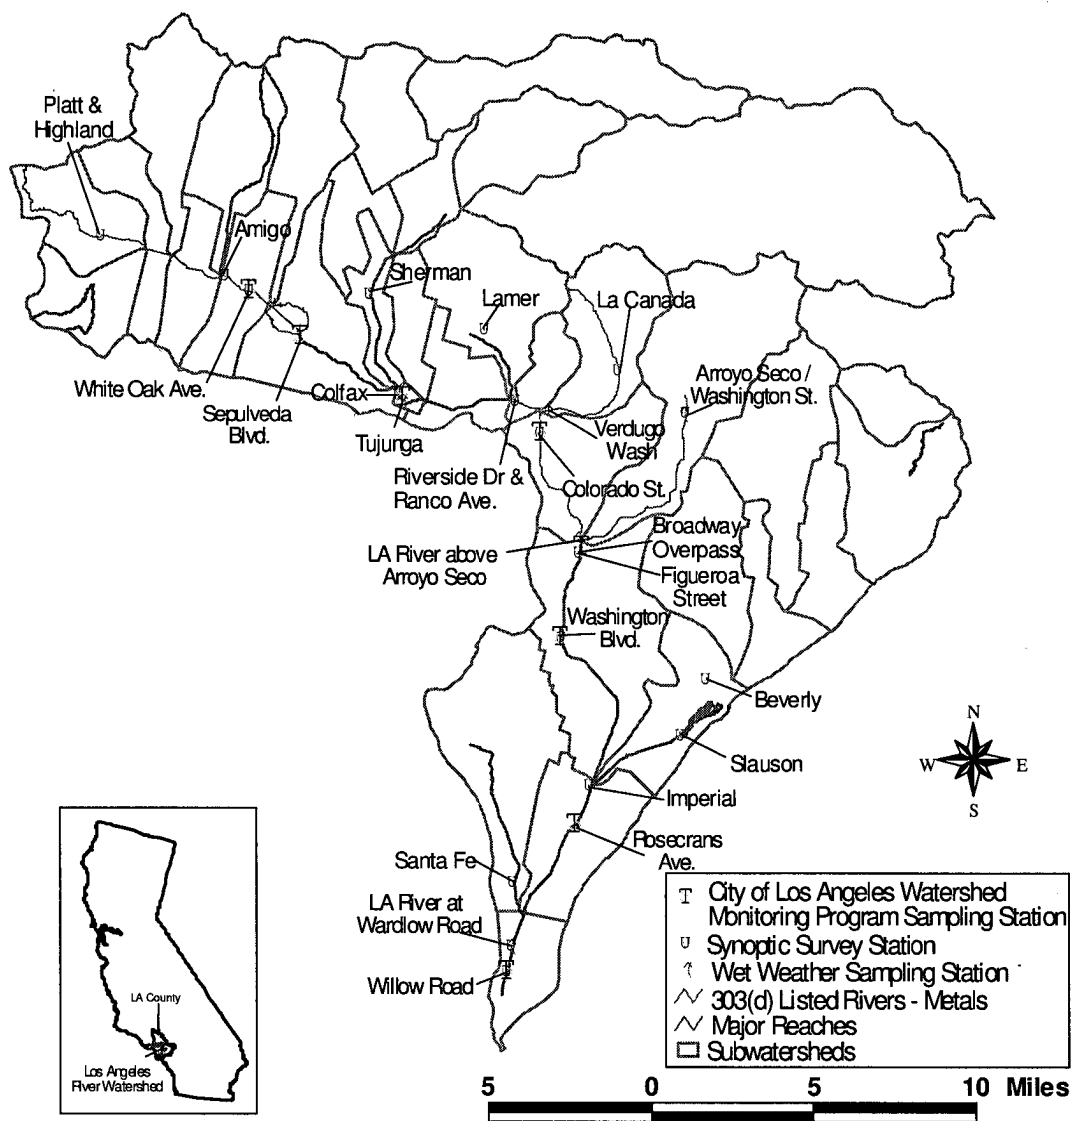 Platt &
Highland
Amigo
Sherman
Lamer
La Canada
Arroyo Seco /
Washington St.
White Oak Ave.
Sepulveda
Blvd.
Colfax
Tujunga
Verdugo
Wash
Riverside Dr &
Ranco Ave.
Colorado St.
LA River above
Arroyo Seco
Broadway
Overpass
Figueroa
Street
Washington
Blvd.
Beverly
Slauson
Imperial
Rosecrans
Ave.
Santa Fe
LA River at
Wardlow Road
Willow Road
N
W
E
S
LA County
Los Angeles
River Watershed
City of Los Angeles Watershed
Monitoring Program Sampling Station
Synoptic Survey Station
Wet Weather Sampling Station
303(d) Listed Rivers - Metals
Major Reaches
Subwatersheds
5 0 5 10 Miles